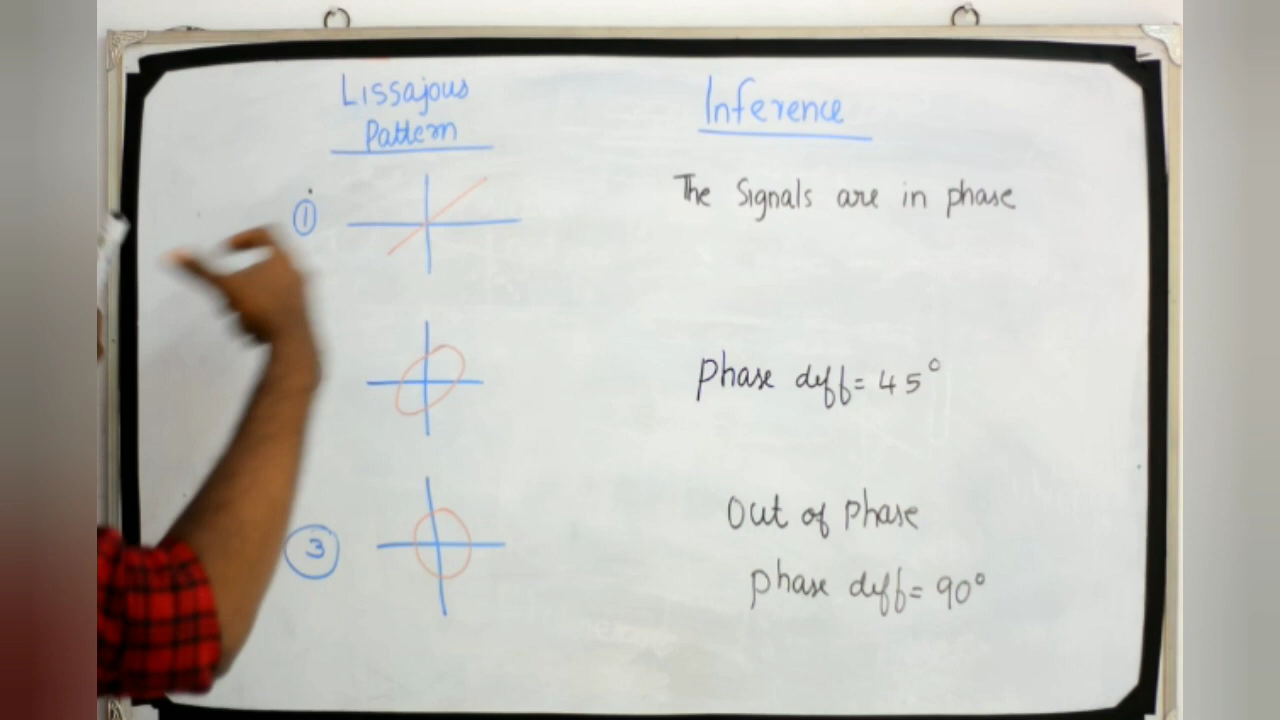 Lissajous
Pattern
Inference
1
The Signals are in phase
Phase diff = 45°
3
Out of Phase
Phase diff = 90°